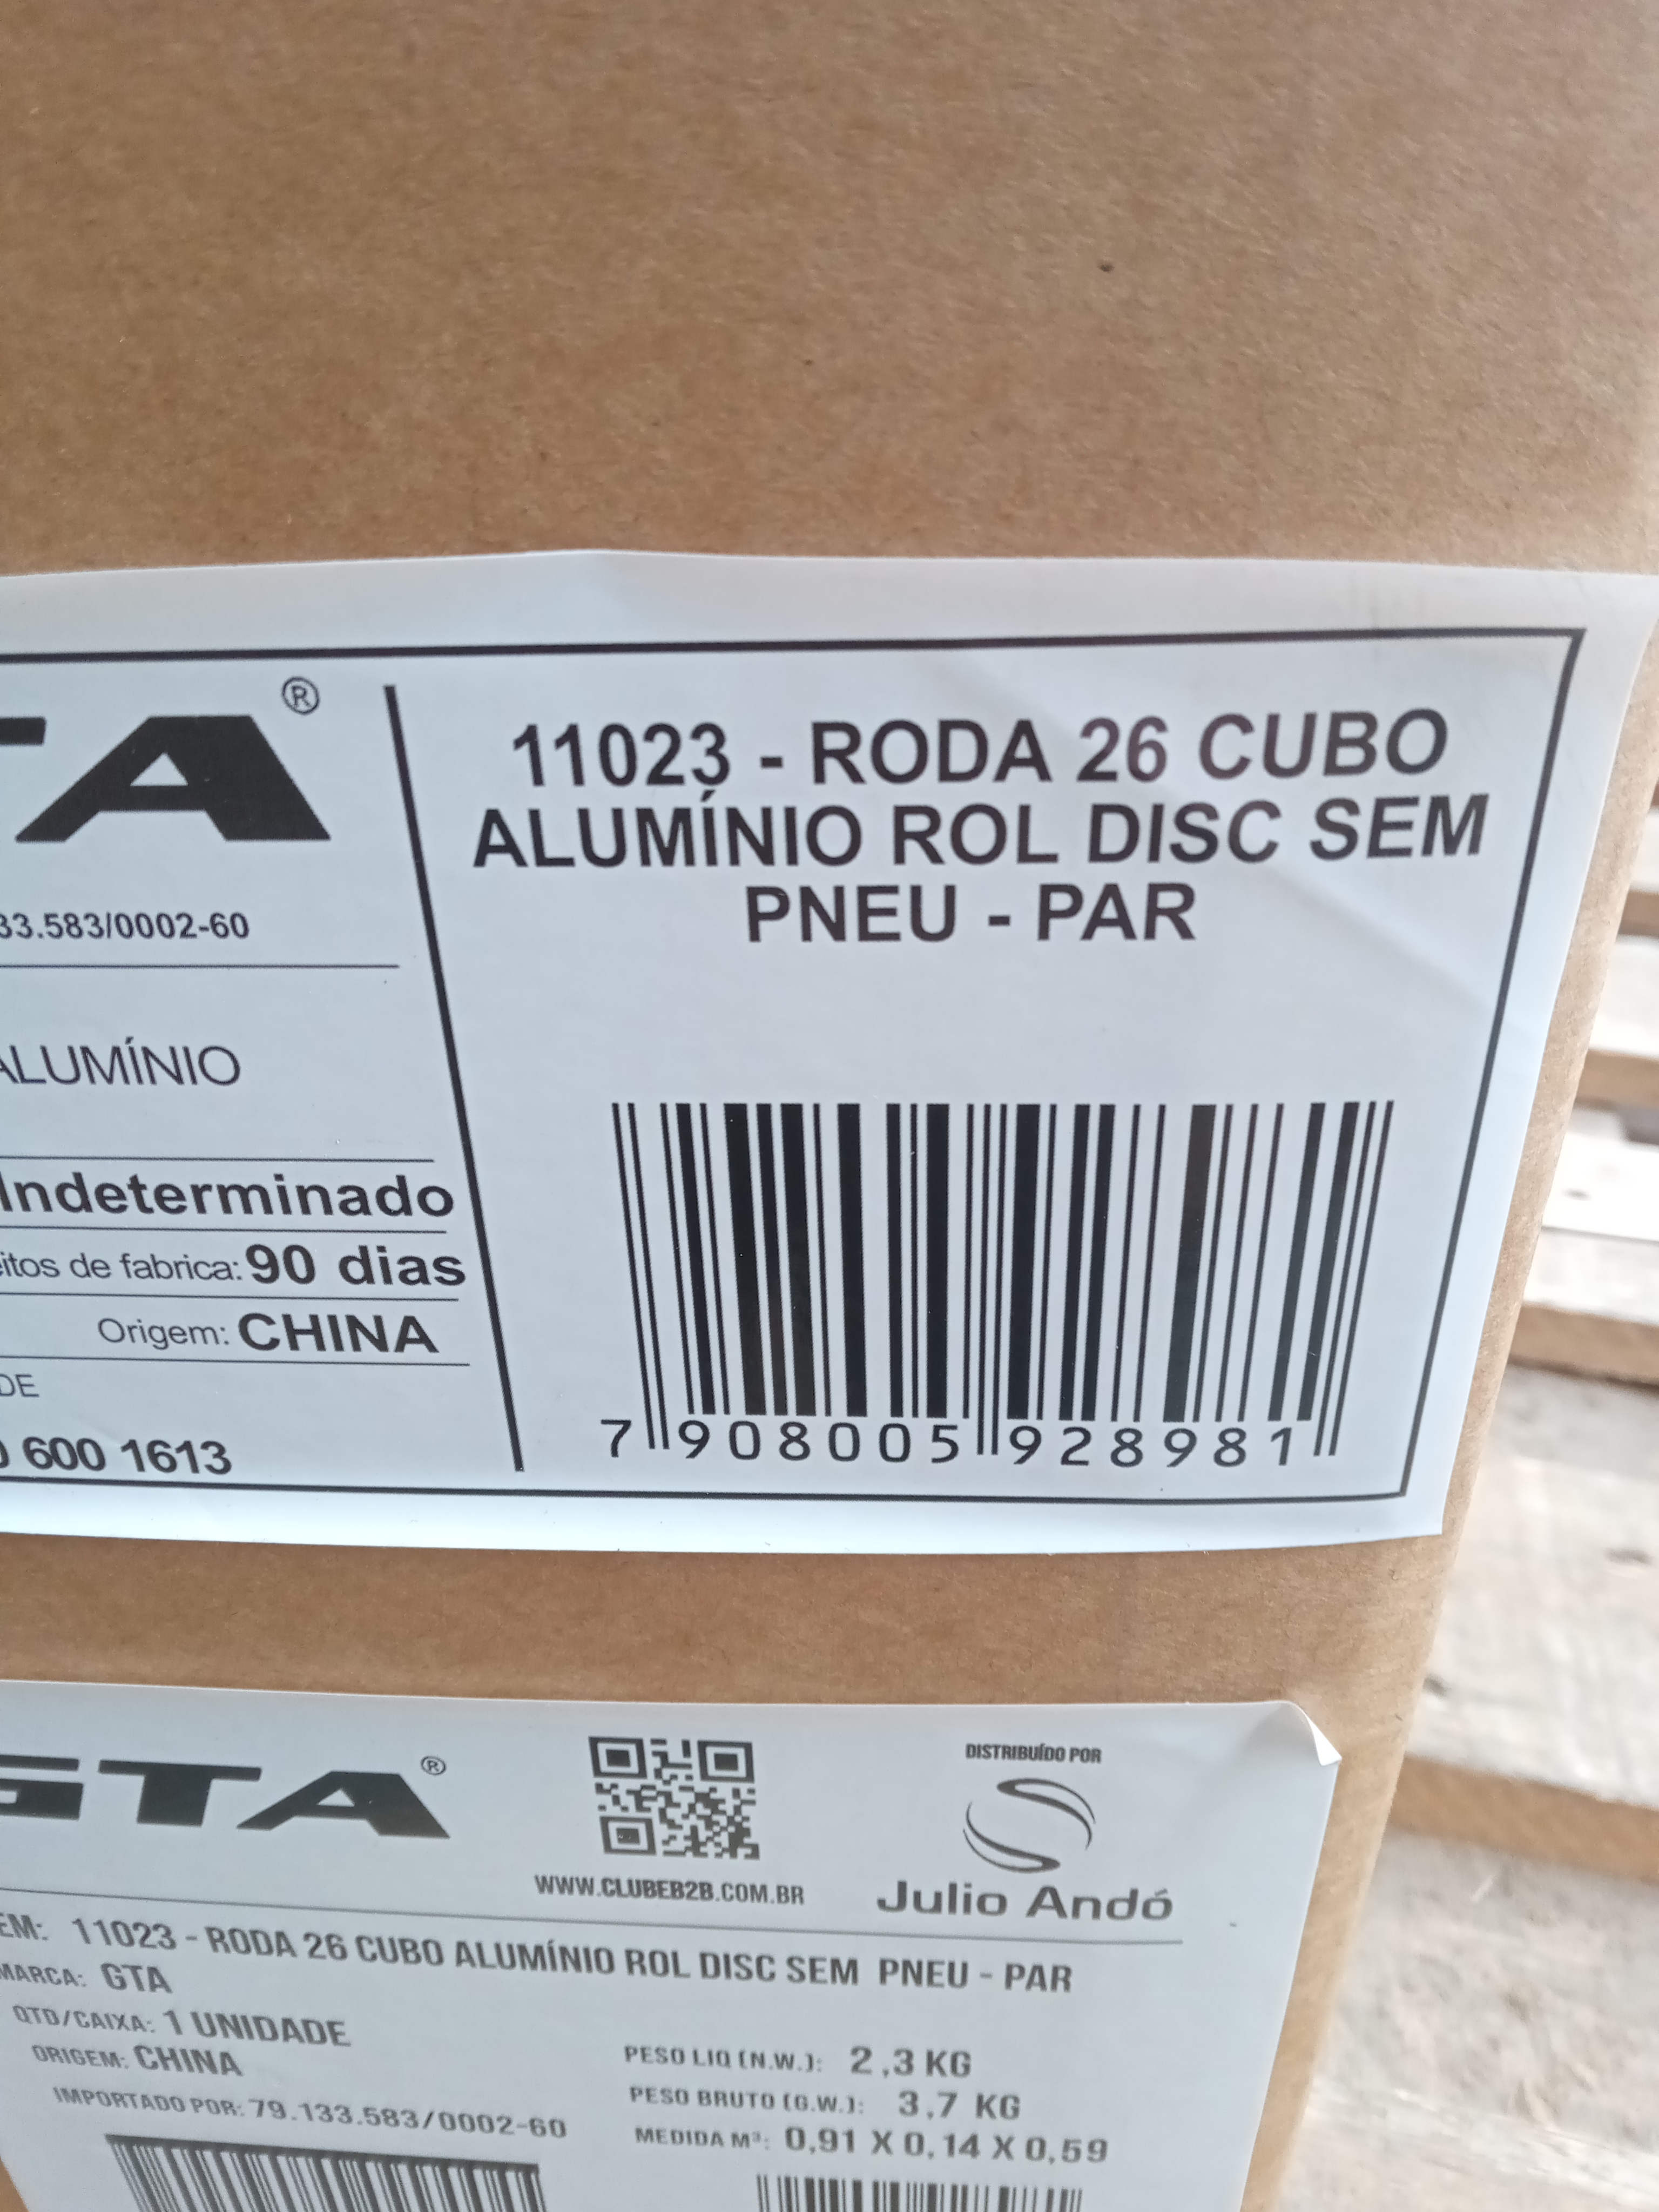 TA®
11023 - RODA 26 CUBO
ALUMÍNIO ROL DISC SEM
PNEU - PAR
33.583/0002-60
ALUMÍNIO
Indeterminado
itos de fabrica: 90 dias
Origem: CHINA
DE
600 1613
7 908005 928981
GTA®
WWW.CLUBEB2B.COM.BR
DISTRIBUÍDO POR
Julio Andó
EM: 11023 - RODA 26 CUBO ALUMÍNIO ROL DISC SEM PNEU - PAR
MARCA: GTA
QTD/CAIXA: 1 UNIDADE
ORIGEM: CHINA
IMPORTADO POR: 79.133.583/0002-60
PESO LIQ (N.W.): 2,3 KG
PESO BRUTO (G.W.): 3,7 KG
MEDIDA M³: 0,91 X 0,14 X 0,59